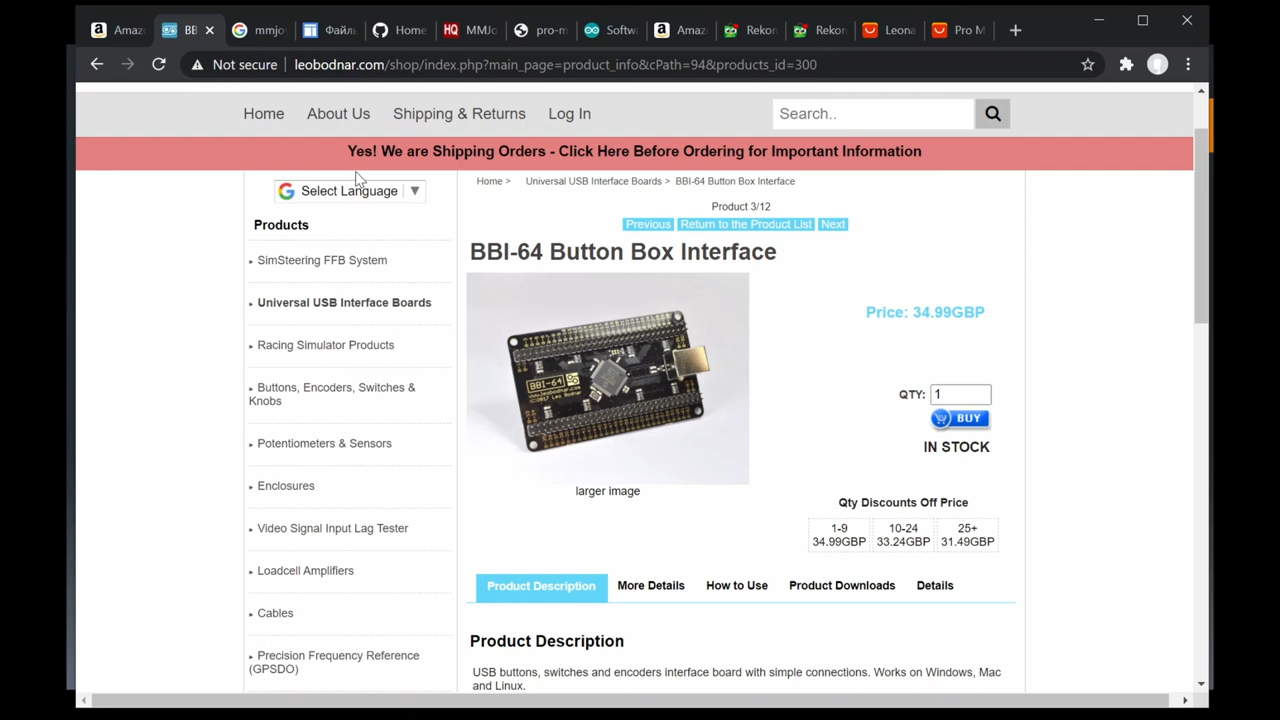 Amaz
BB
mmjo
Файль
Home
MMJo
pro-m
Softw
Amaz
Rekon
Rekor
Leona
Pro M
Not secure
leobodnar.com/shop/index.php?main_page=product_info&cPath=94&products_id=300
Home
About Us
Shipping & Returns
Log In
Search..
Yes! We are Shipping Orders - Click Here Before Ordering for Important Information
Select Language
Products
SimSteering FFB System
Universal USB Interface Boards
Racing Simulator Products
Buttons, Encoders, Switches &
Knobs
Potentiometers & Sensors
Enclosures
Video Signal Input Lag Tester
Loadcell Amplifiers
Cables
Precision Frequency Reference
(GPSDO)
Home > Universal USB Interface Boards > BBI-64 Button Box Interface
Product 3/12
Previous Return to the Product List Next
BBI-64 Button Box Interface
BBI-64
www.leobodnar.com
larger image
Price: 34.99GBP
QTY: 1
BUY
IN STOCK
Qty Discounts Off Price
1-9 10-24 25+
34.99GBP 33.24GBP 31.49GBP
Product Description More Details How to Use Product Downloads Details
Product Description
USB buttons, switches and encoders interface board with simple connections. Works on Windows, Mac
and Linux.